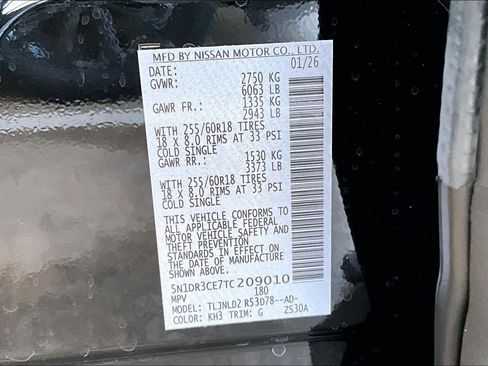 MFD BY NISSAN MOTOR CO., LTD.
DATE: 01/26
GVWR: 2750 KG
6063 LB
GAWR FR.: 1335 KG
2943 LB
WITH 255/60R18 TIRES
18 X 8.0 RIMS AT 33 PSI
COLD SINGLE
GAWR RR.: 1530 KG
3373 LB
WITH 255/60R18 TIRES
18 X 8.0 RIMS AT 33 PSI
COLD SINGLE
THIS VEHICLE CONFORMS TO
ALL APPLICABLE FEDERAL
MOTOR VEHICLE SAFETY AND
STANDARDS IN EFFECT ON
THE DATE OF MANUFACTURE
5N1DR3CE7TC209010
MPV 180
MODEL: TLJNLD2 R53D78--AD-
COLOR: KH3 TRIM: G ZS30A